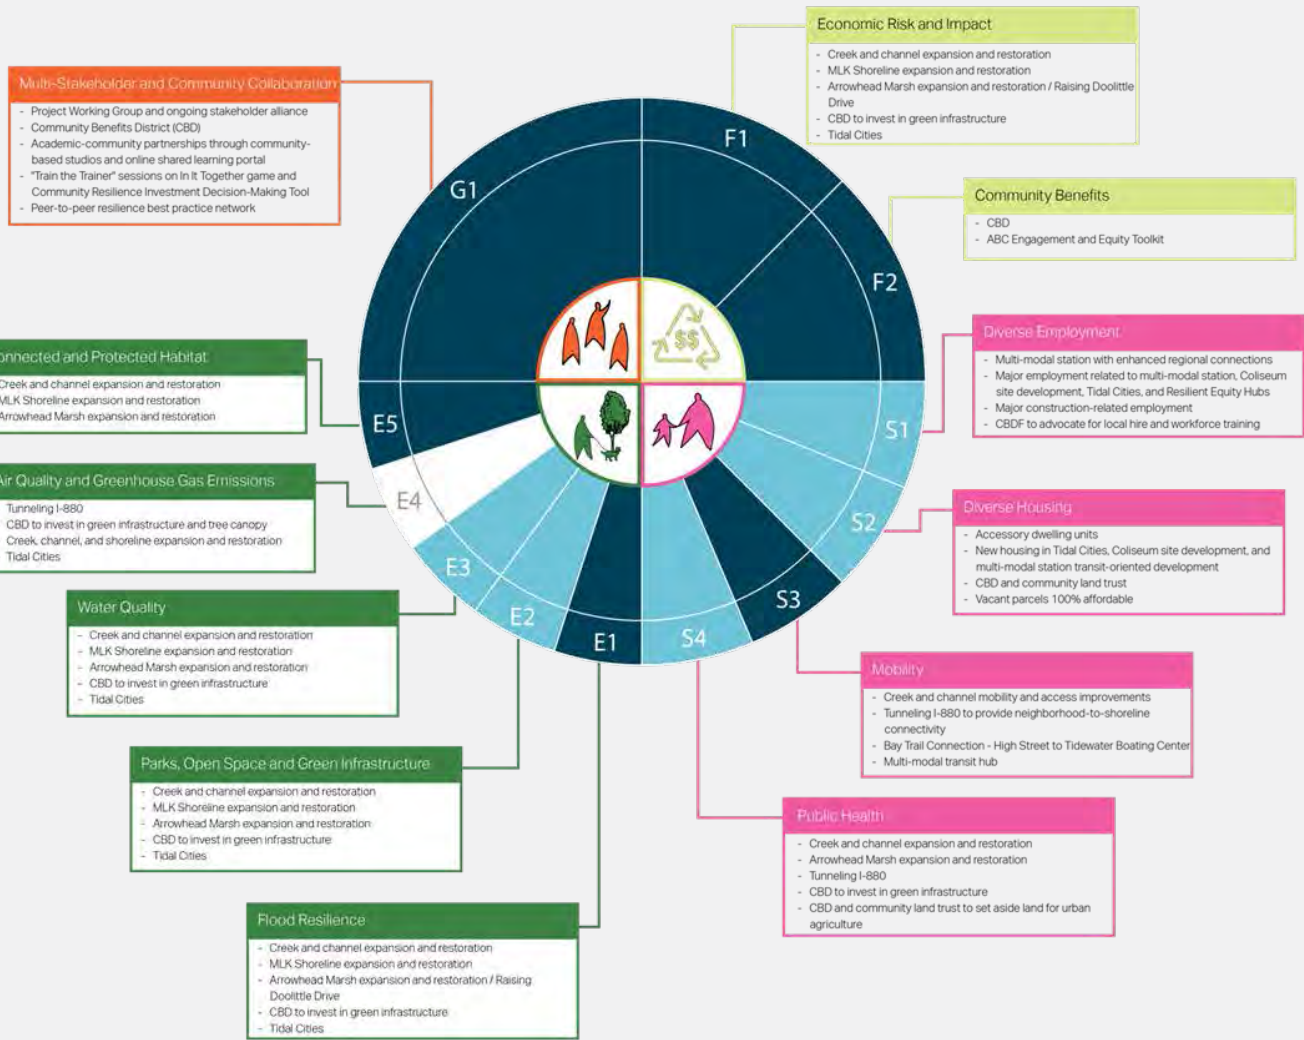 Economic Risk and Impact
- Creek and channel expansion and restoration
- MLK Shoreline expansion and restoration
- Arrowhead Marsh expansion and restoration / Raising Doolittle
Drive
- CBD to invest in green infrastructure
- Tidal Cities
Multi-Stakeholder and Community Collaboration
- Project Working Group and ongoing stakeholder alliance
- Community Benefits District (CBD)
- Academic-community partnerships through community-
based studios and online shared learning portal
- "Train the Trainer" sessions on In It Together game and
Community Resilience Investment Decision-Making Tool
- Peer-to-peer resilience best practice network
Community Benefits
- CBD
- ABC Engagement and Equity Toolkit
Diverse Employment
- Multi-modal station with enhanced regional connections
- Major employment related to multi-modal station, Coliseum
site development, Tidal Cities, and Resilient Equity Hubs
- Major construction-related employment
- CBDF to advocate for local hire and workforce training
onnected and Protected Habitat
Creek and channel expansion and restoration
MLK Shoreline expansion and restoration
Arrowhead Marsh expansion and restoration
Air Quality and Greenhouse Gas Emissions
Tunneling I-880
CBD to invest in green infrastructure and tree canopy
Creek, channel, and shoreline expansion and restoration
Tidal Cities
Diverse Housing
- Accessory dwelling units
- New housing in Tidal Cities, Coliseum site development, and
multi-modal station transit-oriented development
- CBD and community land trust
- Vacant parcels 100% affordable
Water Quality
- Creek and channel expansion and restoration
- MLK Shoreline expansion and restoration
- Arrowhead Marsh expansion and restoration
- CBD to invest in green infrastructure
- Tidal Cities
Mobility
- Creek and channel mobility and access improvements
- Tunneling I-880 to provide neighborhood-to-shoreline
connectivity
- Bay Trail Connection - High Street to Tidewater Boating Center
- Multi-modal transit hub
Parks, Open Space and Green Infrastructure
- Creek and channel expansion and restoration
- MLK Shoreline expansion and restoration
- Arrowhead Marsh expansion and restoration
- CBD to invest in green infrastructure
- Tidal Cities
Public Health
- Creek and channel expansion and restoration
- Arrowhead Marsh expansion and restoration
- Tunneling I-880
- CBD to invest in green infrastructure
- CBD and community land trust to set aside land for urban
agriculture
Flood Resilience
- Creek and channel expansion and restoration
- MLK Shoreline expansion and restoration
- Arrowhead Marsh expansion and restoration / Raising
Doolittle Drive
- CBD to invest in green infrastructure
- Tidal Cities
F1
G1
F2
$$
E5
S1
E4
S2
E3
S3
E2
E1
S4